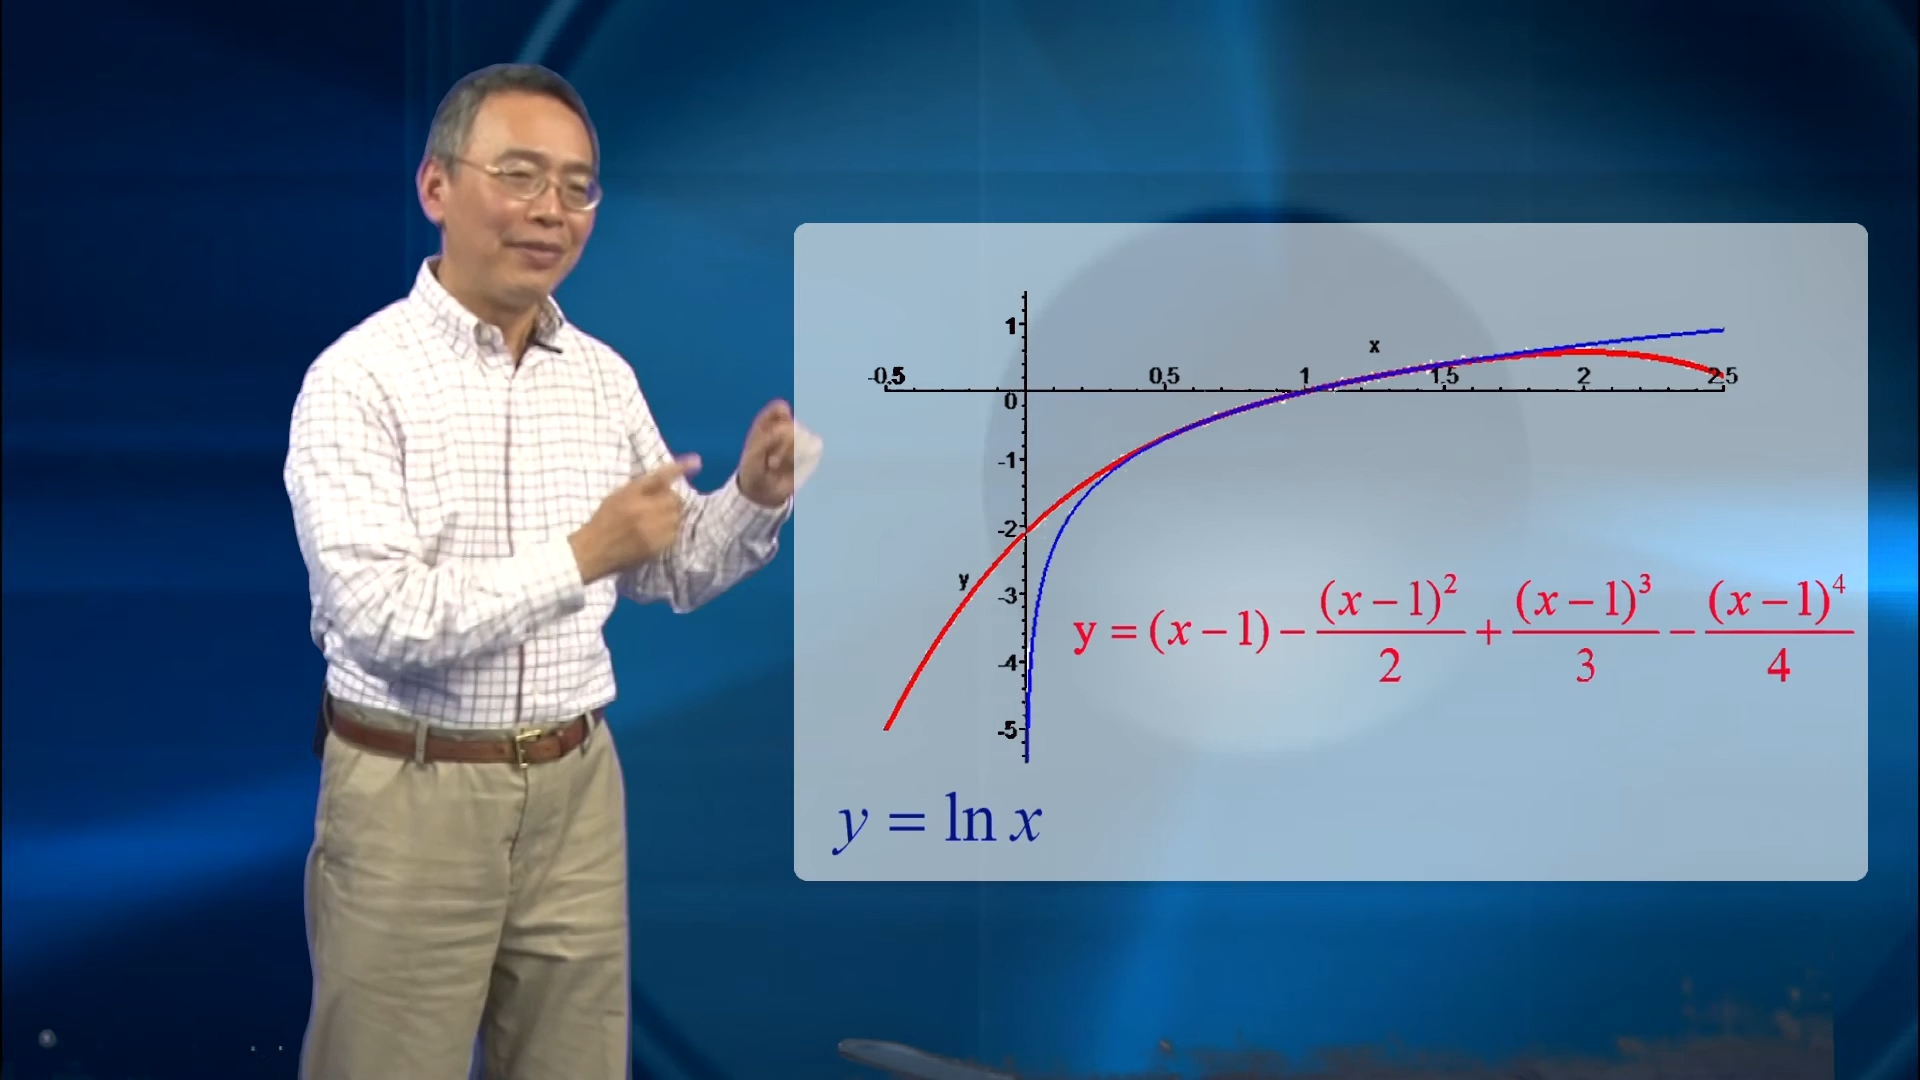 1
x
-0.5 0,5 1 1,5 2 2,5
0
-1
-2
y
-3
y = (x − 1) − (x − 1)² / 2 + (x − 1)³ / 3 − (x − 1)⁴ / 4
-4
-5
y = ln x